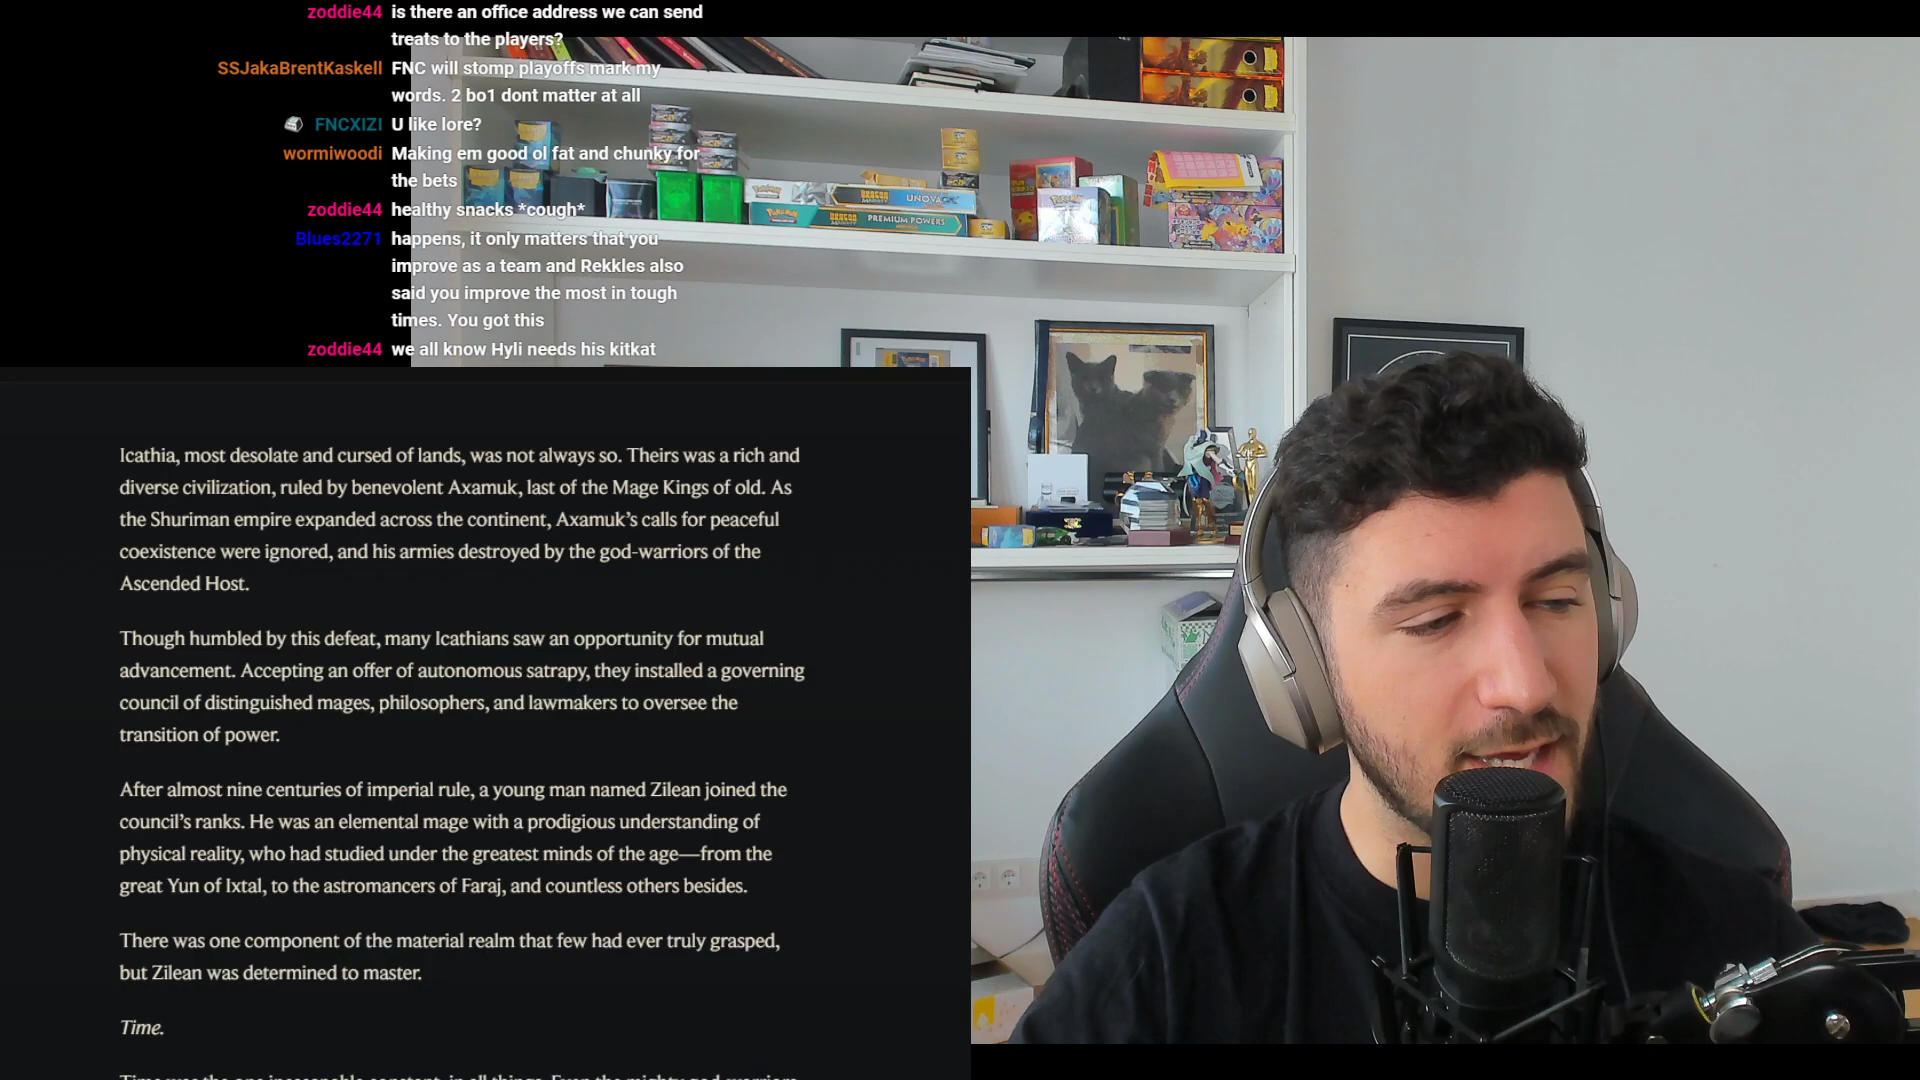 zoddie44 is there an office address we can send
treats to the players?
SSJakaBrentKaskell FNC will stomp playoffs mark my
words. 2 bo1 dont matter at all
FNCXIZI U like lore?
wormiwoodi Making em good ol fat and chunky for
the bets
zoddie44 healthy snacks *cough*
Blues2271 happens, it only matters that you
improve as a team and Rekkles also
said you improve the most in tough
times. You got this
zoddie44 we all know Hyli needs his kitkat
UNOVA
DRAGON MAJESTY
PREMIUM POWERS
Icathia, most desolate and cursed of lands, was not always so. Theirs was a rich and
diverse civilization, ruled by benevolent Axamuk, last of the Mage Kings of old. As
the Shuriman empire expanded across the continent, Axamuk’s calls for peaceful
coexistence were ignored, and his armies destroyed by the god-warriors of the
Ascended Host.
Though humbled by this defeat, many Icathians saw an opportunity for mutual
advancement. Accepting an offer of autonomous satrapy, they installed a governing
council of distinguished mages, philosophers, and lawmakers to oversee the
transition of power.
After almost nine centuries of imperial rule, a young man named Zilean joined the
council’s ranks. He was an elemental mage with a prodigious understanding of
physical reality, who had studied under the greatest minds of the age—from the
great Yun of Ixtal, to the astromancers of Faraj, and countless others besides.
There was one component of the material realm that few had ever truly grasped,
but Zilean was determined to master.
Time.